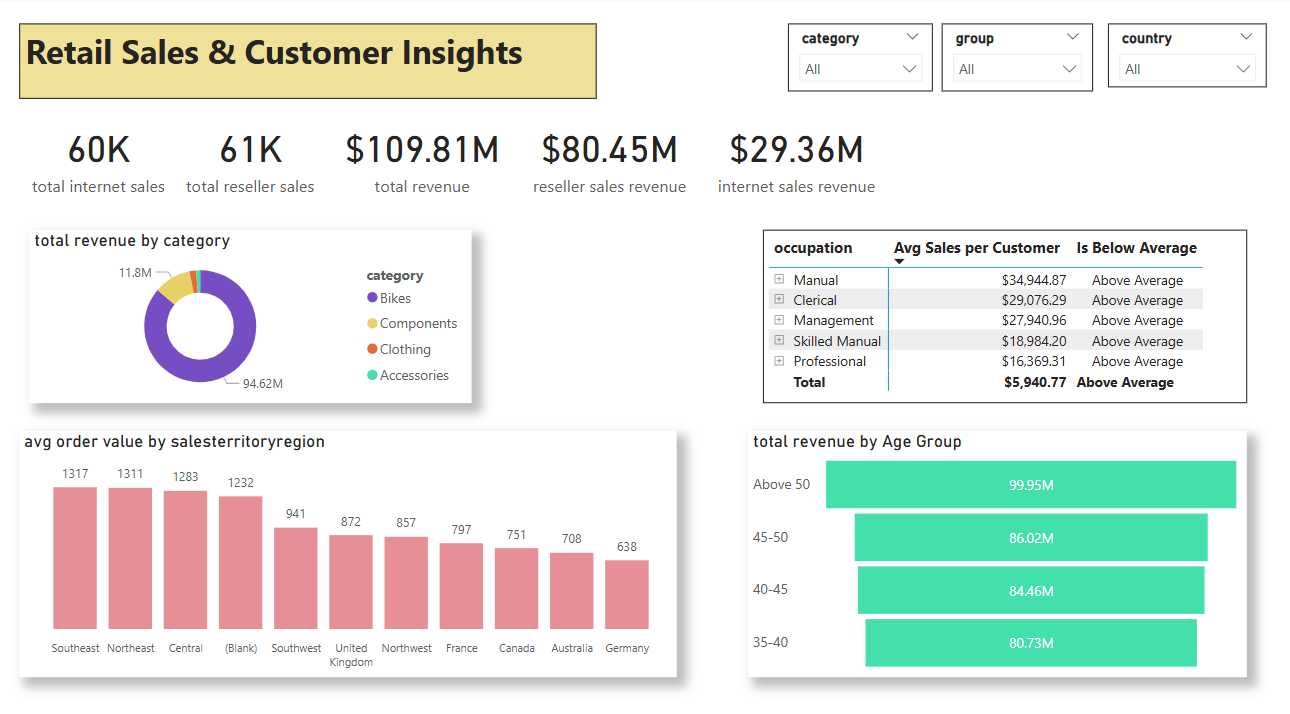 Retail Sales & Customer Insights
category
All
group
All
country
All
60K
total internet sales
61K
total reseller sales
$109.81M
total revenue
$80.45M
reseller sales revenue
$29.36M
internet sales revenue
total revenue by category
11.8M
94.62M
category
Bikes
Components
Clothing
Accessories
occupation Avg Sales per Customer Is Below Average
Manual $34,944.87 Above Average
Clerical $29,076.29 Above Average
Management $27,940.96 Above Average
Skilled Manual $18,984.20 Above Average
Professional $16,369.31 Above Average
Total $5,940.77 Above Average
avg order value by salesterritoryregion
1317 1311 1283 1232 941 872 857 797 751 708 638
Southeast Northeast Central (Blank) Southwest United Northwest France Canada Australia Germany
Kingdom
total revenue by Age Group
Above 50 99.95M
45-50 86.02M
40-45 84.46M
35-40 80.73M